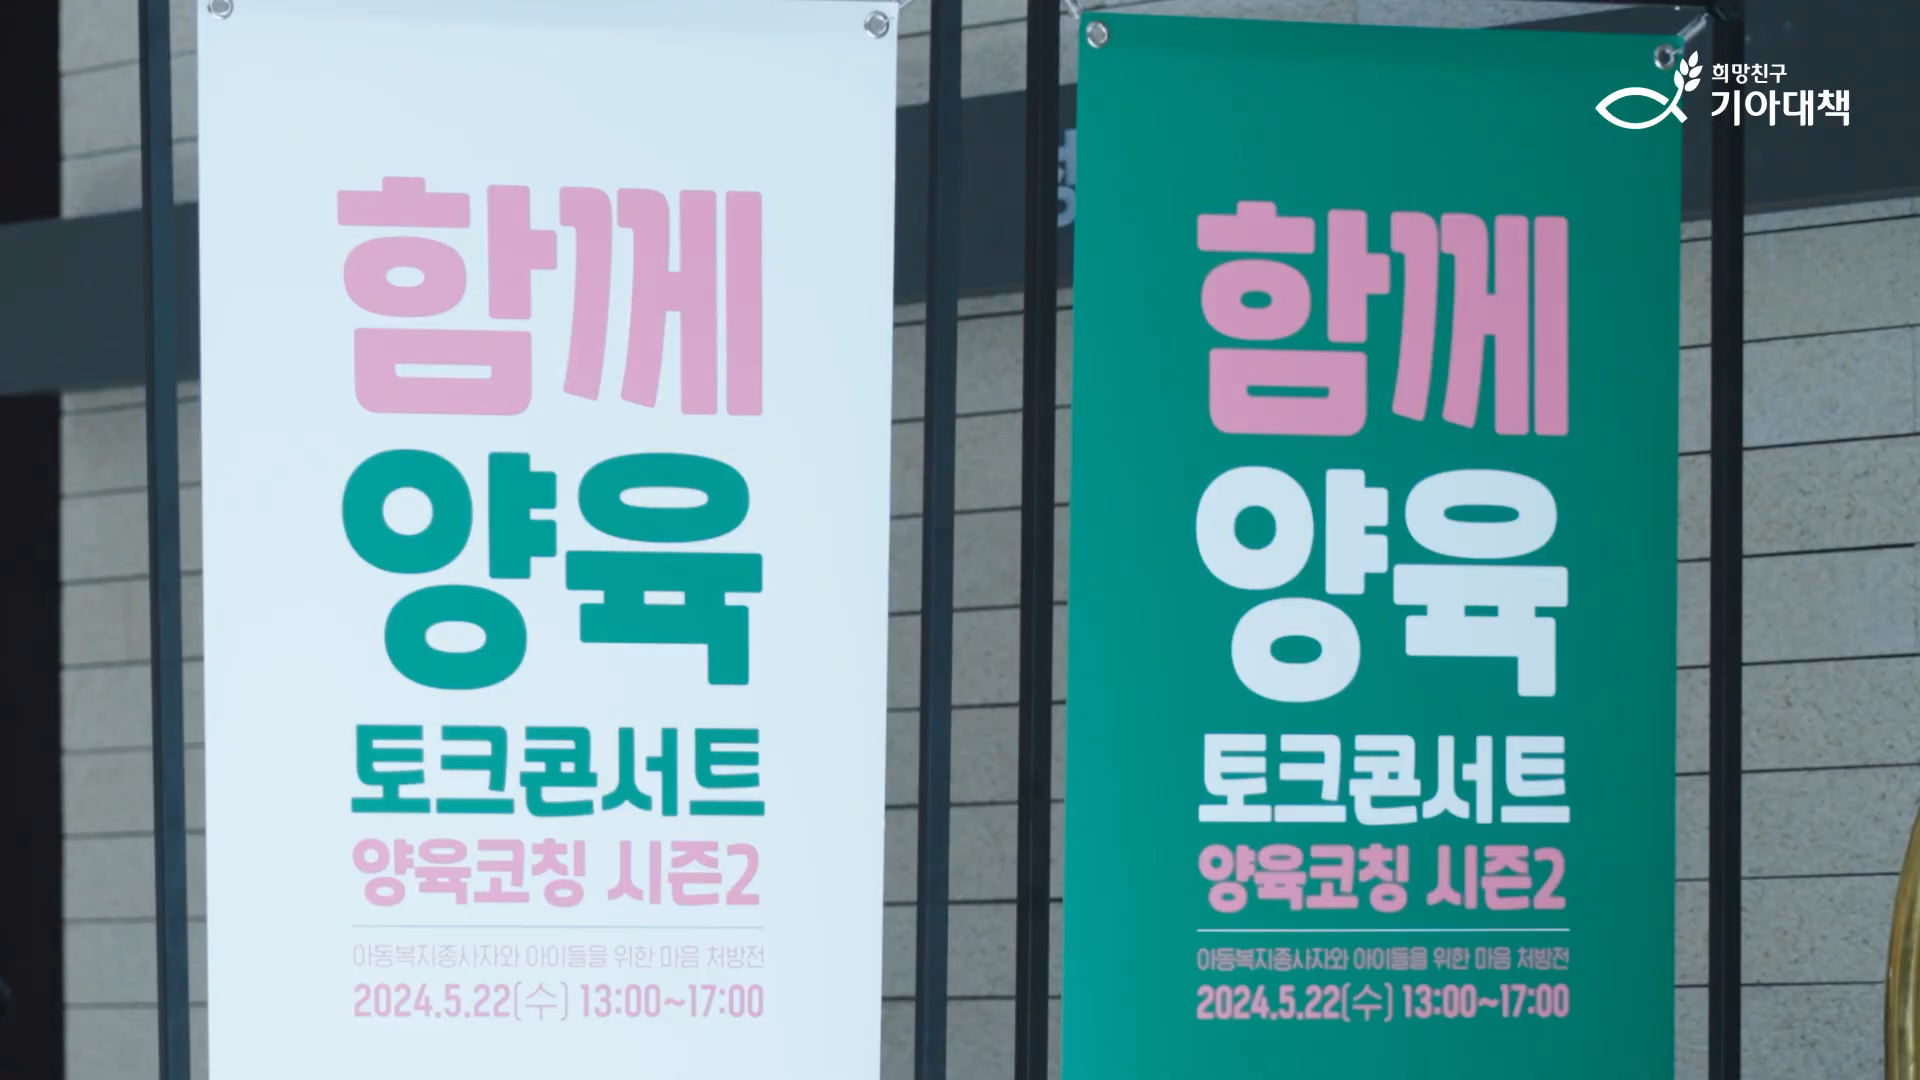 함께
양육
토크콘서트
양육코칭 시즌2
아동복지종사자와 아이들을 위한 마음 처방전
2024.5.22(수) 13:00~17:00
함께
양육
토크콘서트
양육코칭 시즌2
아동복지종사자와 아이들을 위한 마음 처방전
2024.5.22(수) 13:00~17:00
희망친구
기아대책